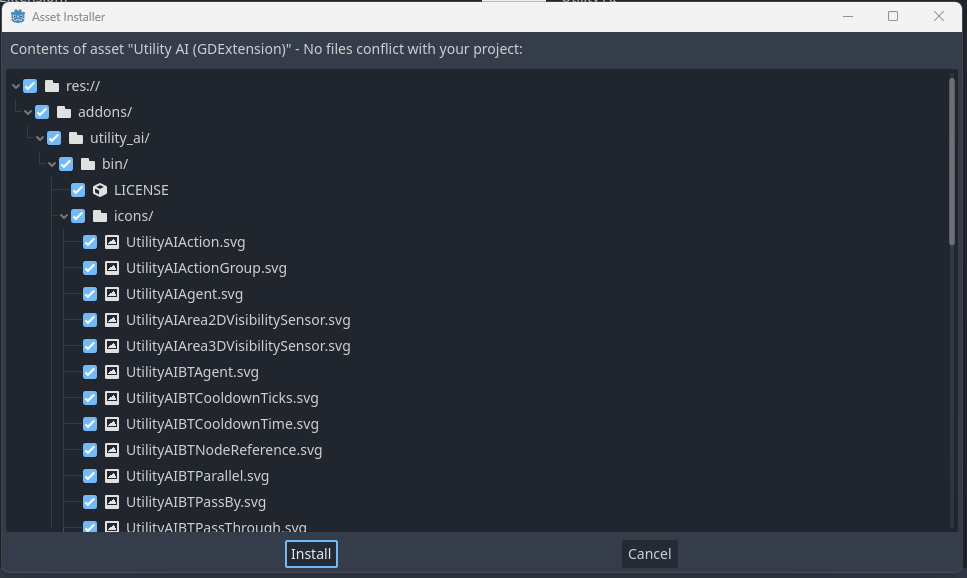 Asset Installer
Contents of asset "Utility AI (GDExtension)" - No files conflict with your project:
res://
addons/
utility_ai/
bin/
LICENSE
icons/
UtilityAIAction.svg
UtilityAIActionGroup.svg
UtilityAIAgent.svg
UtilityAIArea2DVisibilitySensor.svg
UtilityAIArea3DVisibilitySensor.svg
UtilityAIBTAgent.svg
UtilityAIBTCooldownTicks.svg
UtilityAIBTCooldownTime.svg
UtilityAIBTNodeReference.svg
UtilityAIBTParallel.svg
UtilityAIBTPassBy.svg
UtilityAIBTPassThrough.svg
Install
Cancel